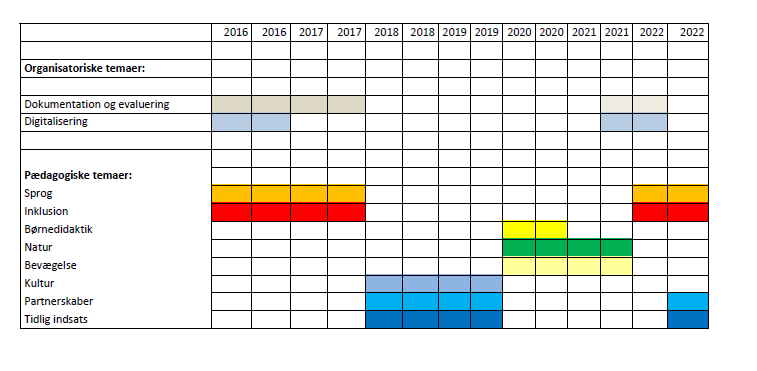 2016 2016 2017 2017 2018 2018 2019 2019 2020 2020 2021 2021 2022 2022
Organisatoriske temaer:
Dokumentation og evaluering
Digitalisering
Pædagogiske temaer:
Sprog
Inklusion
Børnedidaktik
Natur
Bevægelse
Kultur
Partnerskaber
Tidlig indsats